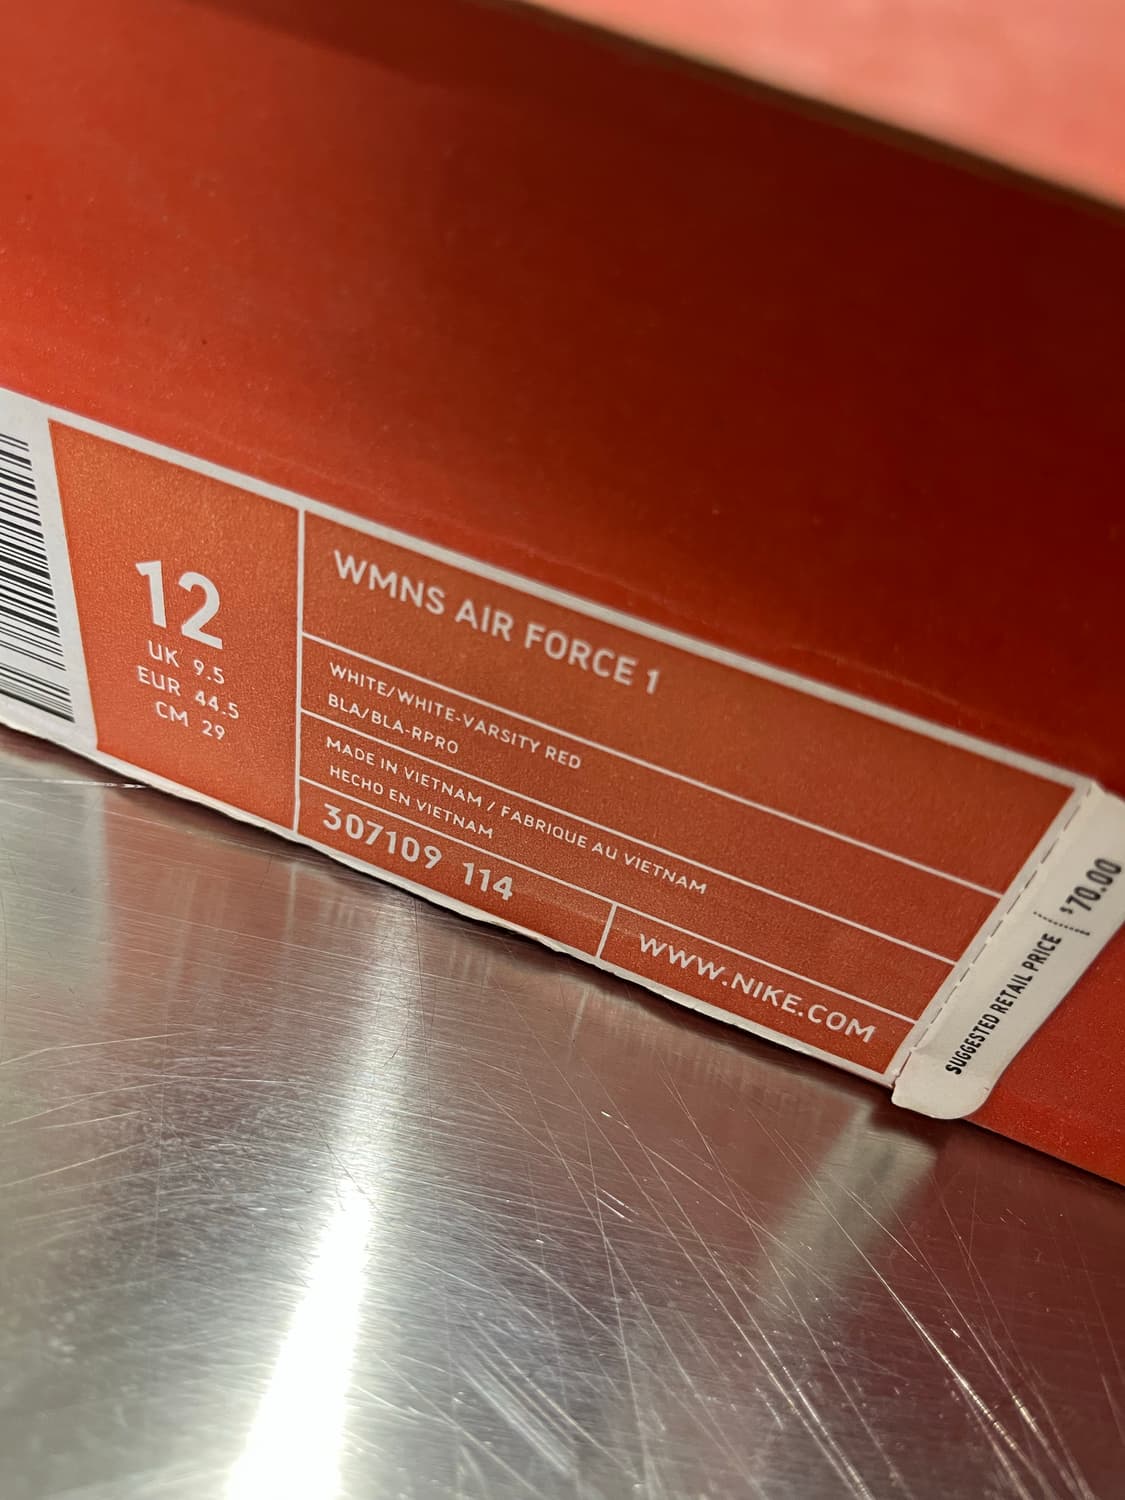 12
UK 9.5
EUR 44.5
CM 29
WMNS AIR FORCE 1
WHITE/WHITE-VARSITY RED
BLA/BLA-RPRO
MADE IN VIETNAM / FABRIQUE AU VIETNAM
HECHO EN VIETNAM
307109 114
WWW.NIKE.COM
SUGGESTED RETAIL PRICE
$70.00